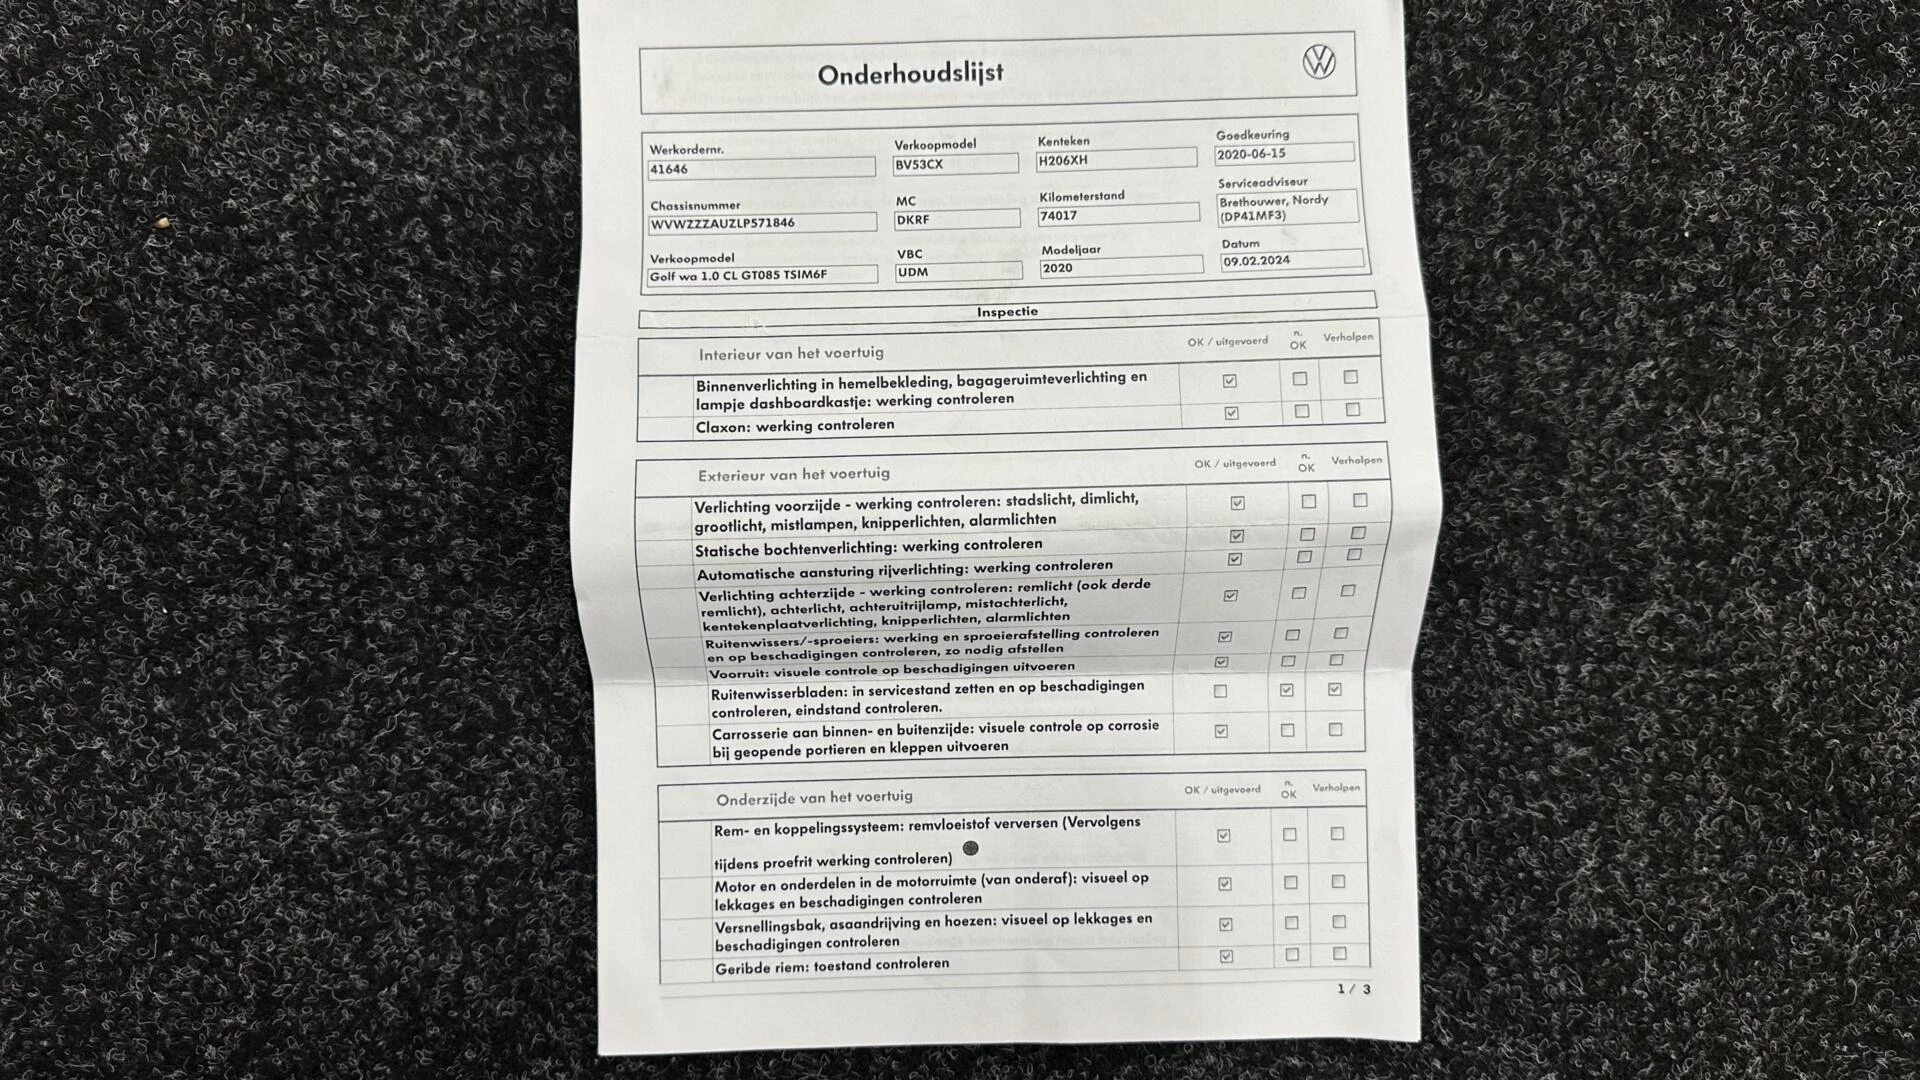 Onderhoudslijst
Werkordernr.
41646
Verkoopmodel
BV53CX
Kenteken
H206XH
Goedkeuring
2020-06-15
Chassisnummer
WVWZZZAUZLP571846
MC
DKRF
Kilometerstand
74017
Serviceadviseur
Brethouwer, Nordy
(DP41MF3)
Verkoopmodel
Golf wa 1.0 CL GT085 TSIM6F
VBC
UDM
Modeljaar
2020
Datum
09.02.2024
Inspectie
Interieur van het voertuig
OK / uitgevoerd
n.
OK
Verholpen
Binnenverlichting in hemelbekleding, bagageruimteverlichting en
lampje dashboardkastje: werking controleren
Claxon: werking controleren
Exterieur van het voertuig
OK / uitgevoerd
n.
OK
Verholpen
Verlichting voorzijde - werking controleren: stadslicht, dimlicht,
grootlicht, mistlampen, knipperlichten, alarmlichten
Statische bochtenverlichting: werking controleren
Automatische aansturing rijverlichting: werking controleren
Verlichting achterzijde - werking controleren: remlicht (ook derde
remlicht), achterlicht, achteruitrijlamp, mistachterlicht,
kentekenplaatverlichting, knipperlichten, alarmlichten
Ruitenwissers/-sproeiers: werking en sproeierafstelling controleren
en op beschadigingen controleren, zo nodig afstellen
Voorruit: visuele controle op beschadigingen uitvoeren
Ruitenwisserbladen: in servicestand zetten en op beschadigingen
controleren, eindstand controleren.
Carrosserie aan binnen- en buitenzijde: visuele controle op corrosie
bij geopende portieren en kleppen uitvoeren
Onderzijde van het voertuig
OK / uitgevoerd
n.
OK
Verholpen
Rem- en koppelingssysteem: remvloeistof verversen (Vervolgens
tijdens proefrit werking controleren)
Motor en onderdelen in de motorruimte (van onderaf): visueel op
lekkages en beschadigingen controleren
Versnellingsbak, asaandrijving en hoezen: visueel op lekkages en
beschadigingen controleren
Geribde riem: toestand controleren
1 / 3